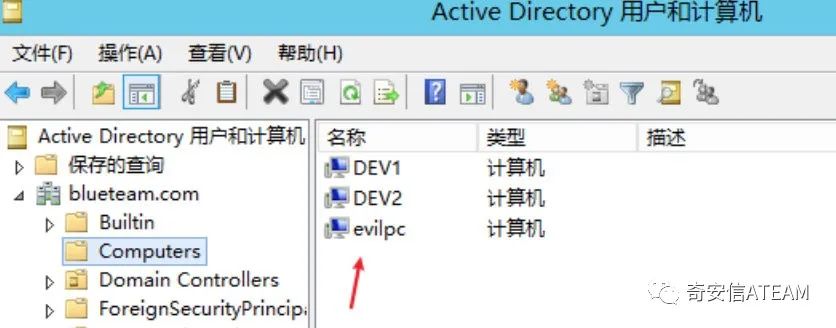 Active Directory 用户和计算机
文件(F) 操作(A) 查看(V) 帮助(H)
Active Directory 用户和计算机
保存的查询
blueteam.com
Builtin
Computers
Domain Controllers
ForeignSecurityPrincipa
名称 类型 描述
DEV1 计算机
DEV2 计算机
evilpc 计算机
奇安信ATEAM